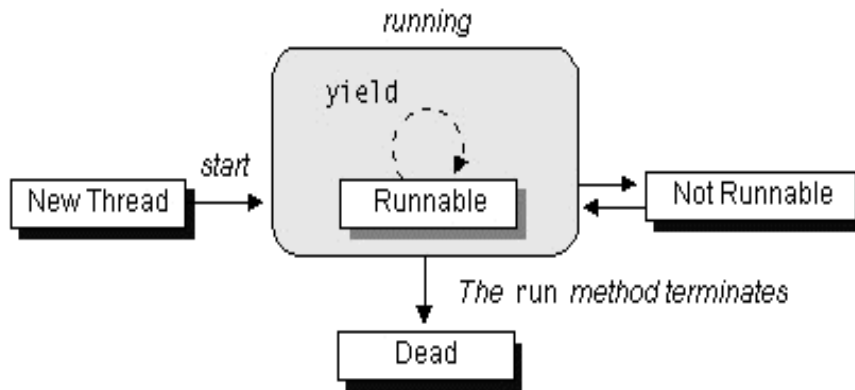 running
yield
start
New Thread
Runnable
Not Runnable
The run method terminates
Dead